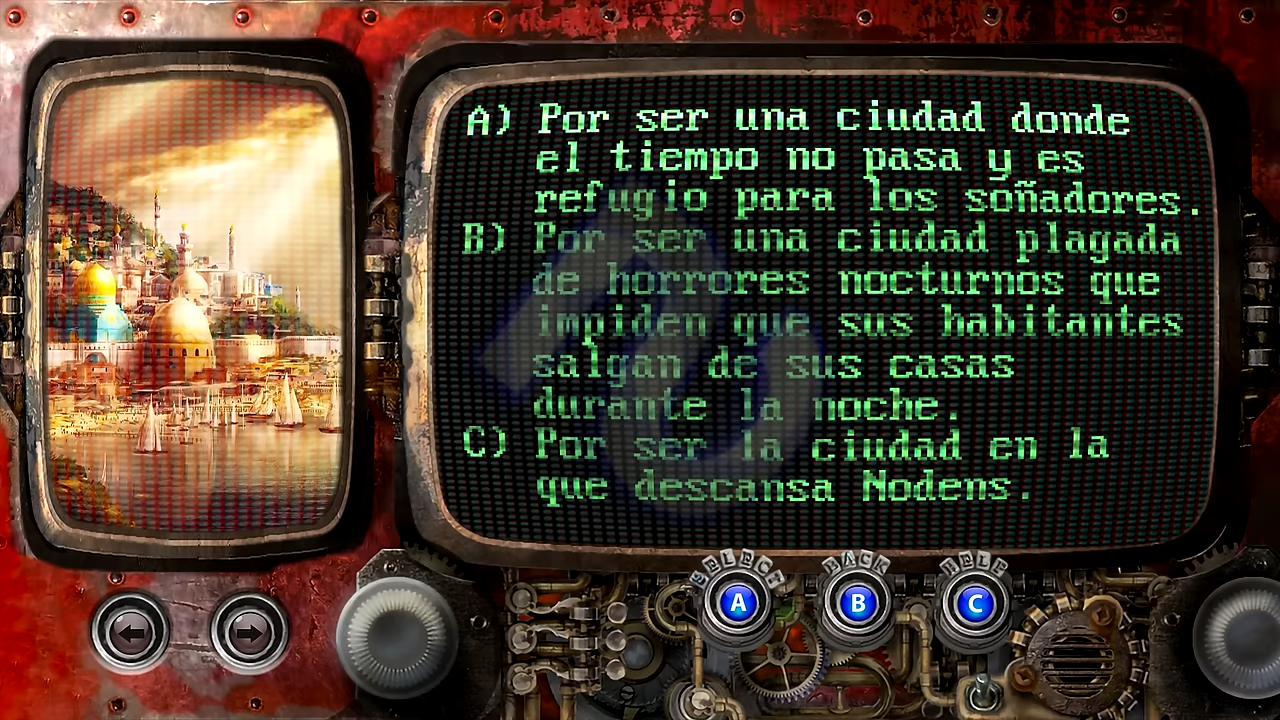 A) Por ser una ciudad donde
el tiempo no pasa y es
refugio para los soñadores.
B) Por ser una ciudad plagada
de horrores nocturnos que
impiden que sus habitantes
salgan de sus casas
durante la noche.
C) Por ser la ciudad en la
que descansa Nodens.
SELECT BACK HELP
A B C